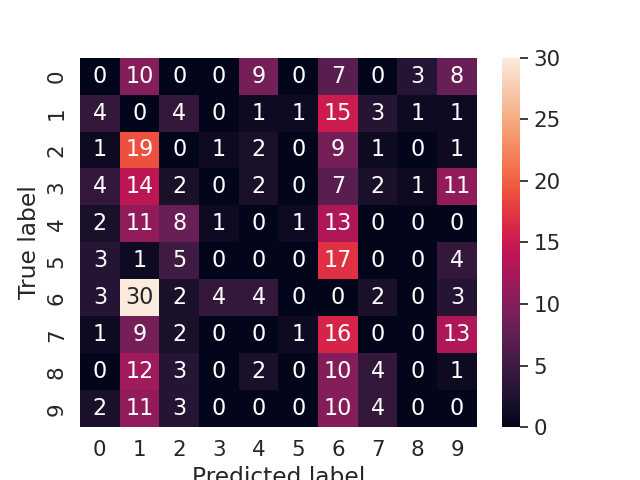 0 10 0 0 9 0 7 0 3 8 0
4 0 4 0 1 1 15 3 1 1 1
1 19 0 1 2 0 9 1 0 1 2
4 14 2 0 2 0 7 2 1 11 3
2 11 8 1 0 1 13 0 0 0 4
3 1 5 0 0 0 17 0 0 4 5
3 30 2 4 4 0 0 2 0 3 6
1 9 2 0 0 1 16 0 0 13 7
0 12 3 0 2 0 10 4 0 1 8
2 11 3 0 0 0 10 4 0 0 9
0 1 2 3 4 5 6 7 8 9
Predicted label
True label
30
25
20
15
10
5
0